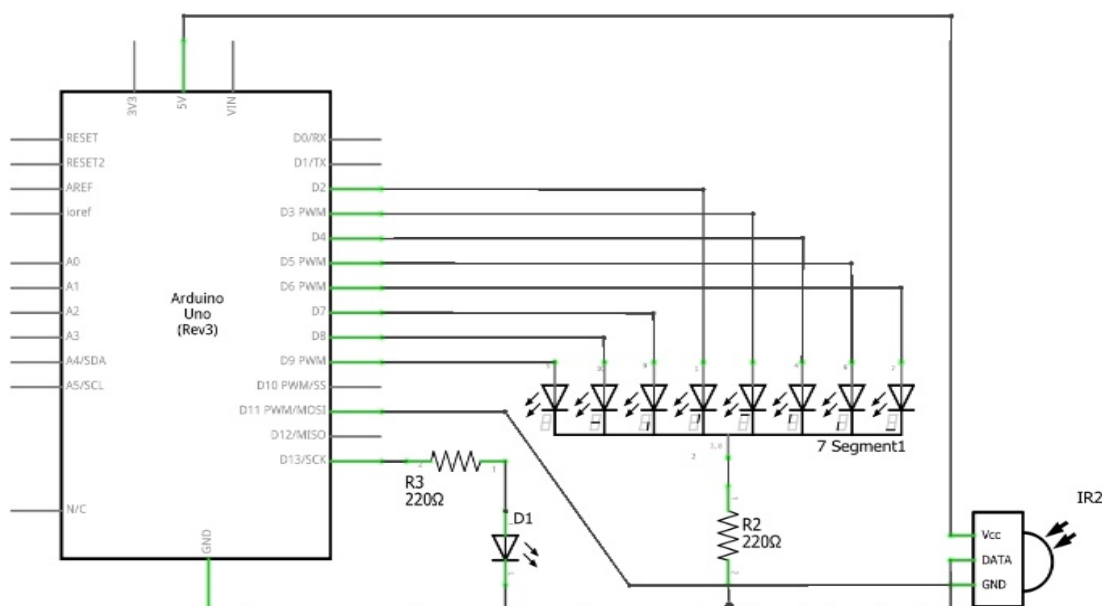 3V3
5V
VIN
RESET
RESET2
AREF
ioref
A0
A1
A2
A3
A4/SDA
A5/SCL
N/C
GND
Arduino
Uno
(Rev3)
D0/RX
D1/TX
D2
D3 PWM
D4
D5 PWM
D6 PWM
D7
D8
D9 PWM
D10 PWM/SS
D11 PWM/MOSI
D12/MISO
D13/SCK
R3
220Ω
D1
7 Segment1
R2
220Ω
IR2
Vcc
DATA
GND